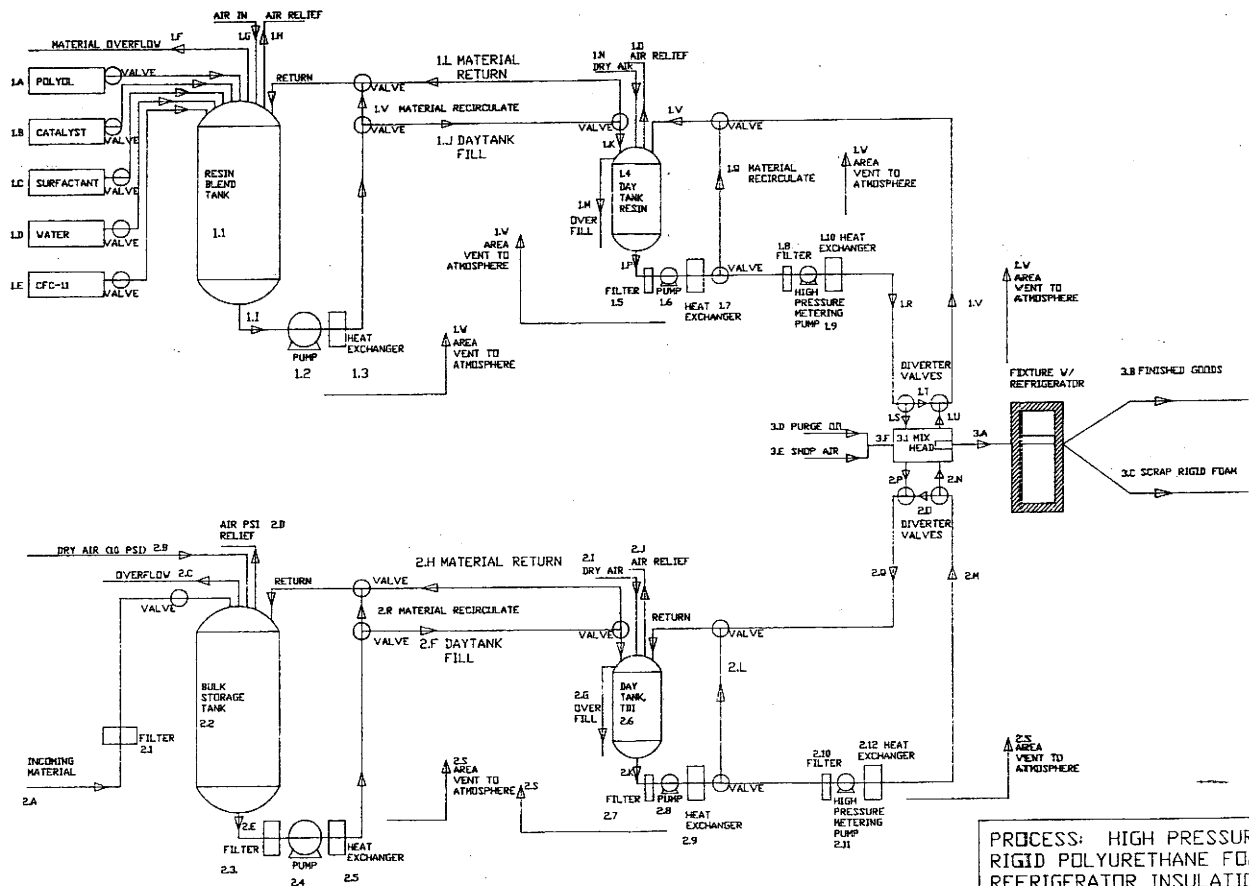 AIR IN
AIR RELIEF
1.F
1.G
1.H
MATERIAL OVERFLOW
1.A
POLYOL
VALVE
1.B
CATALYST
VALVE
1.C
SURFACTANT
VALVE
1.D
WATER
VALVE
1.E
CFC-11
VALVE
RESIN
BLEND
TANK
1.1
1.I
PUMP
1.2
HEAT
EXCHANGER
1.3
1.W
AREA
VENT TO
ATMOSPHERE
RETURN
VALVE
1.L MATERIAL
RETURN
1.V MATERIAL RECIRCULATE
VALVE
1.J DAYTANK
FILL
1.N
DRY AIR
1.O
AIR RELIEF
VALVE
1.K
1.V
VALVE
1.4
DAY
TANK
RESIN
1.M
OVER
FILL
1.Q MATERIAL
RECIRCULATE
1.W
AREA
VENT TO
ATMOSPHERE
1.W
AREA
VENT TO
ATMOSPHERE
1.P
FILTER
1.5
PUMP
1.6
HEAT 1.7
EXCHANGER
VALVE
1.8
FILTER
1.10 HEAT
EXCHANGER
HIGH
PRESSURE
METERING
PUMP 1.9
1.R
1.V
1.W
AREA
VENT TO
ATMOSPHERE
DIVERTER
VALVES
1.T
1.S
1.U
FIXTURE W/
REFRIGERATOR
3.B FINISHED GOODS
3.D PURGE OIL
3.E SHOP AIR
3.F
3.1 MIX
HEAD
3.A
3.C SCRAP RIGID FOAM
2.P
2.N
2.O
DIVERTER
VALVES
AIR PSI 2.D
RELIEF
DRY AIR (10 PSI) 2.B
OVERFLOW 2.C
VALVE
RETURN
VALVE
2.H MATERIAL RETURN
2.R MATERIAL RECIRCULATE
VALVE
2.F DAYTANK
FILL
2.I
DRY AIR
2.J
AIR RELIEF
VALVE
RETURN
VALVE
2.Q
2.M
BULK
STORAGE
TANK
2.2
FILTER
2.1
INCOMING
MATERIAL
2.A
2.E
FILTER
2.3
PUMP
2.4
HEAT
EXCHANGER
2.5
2.S
AREA
VENT TO
ATMOSPHERE
2.S
DAY
TANK,
TDI
2.6
2.G
OVER
FILL
2.L
2.K
FILTER
2.7
PUMP
2.8
HEAT
EXCHANGER
2.9
VALVE
2.10
FILTER
2.12 HEAT
EXCHANGER
HIGH
PRESSURE
METERING
PUMP
2.11
2.S
AREA
VENT TO
ATMOSPHERE
PROCESS: HIGH PRESSUR
RIGID POLYURETHANE FOA
REFRIGERATOR INSULATIO